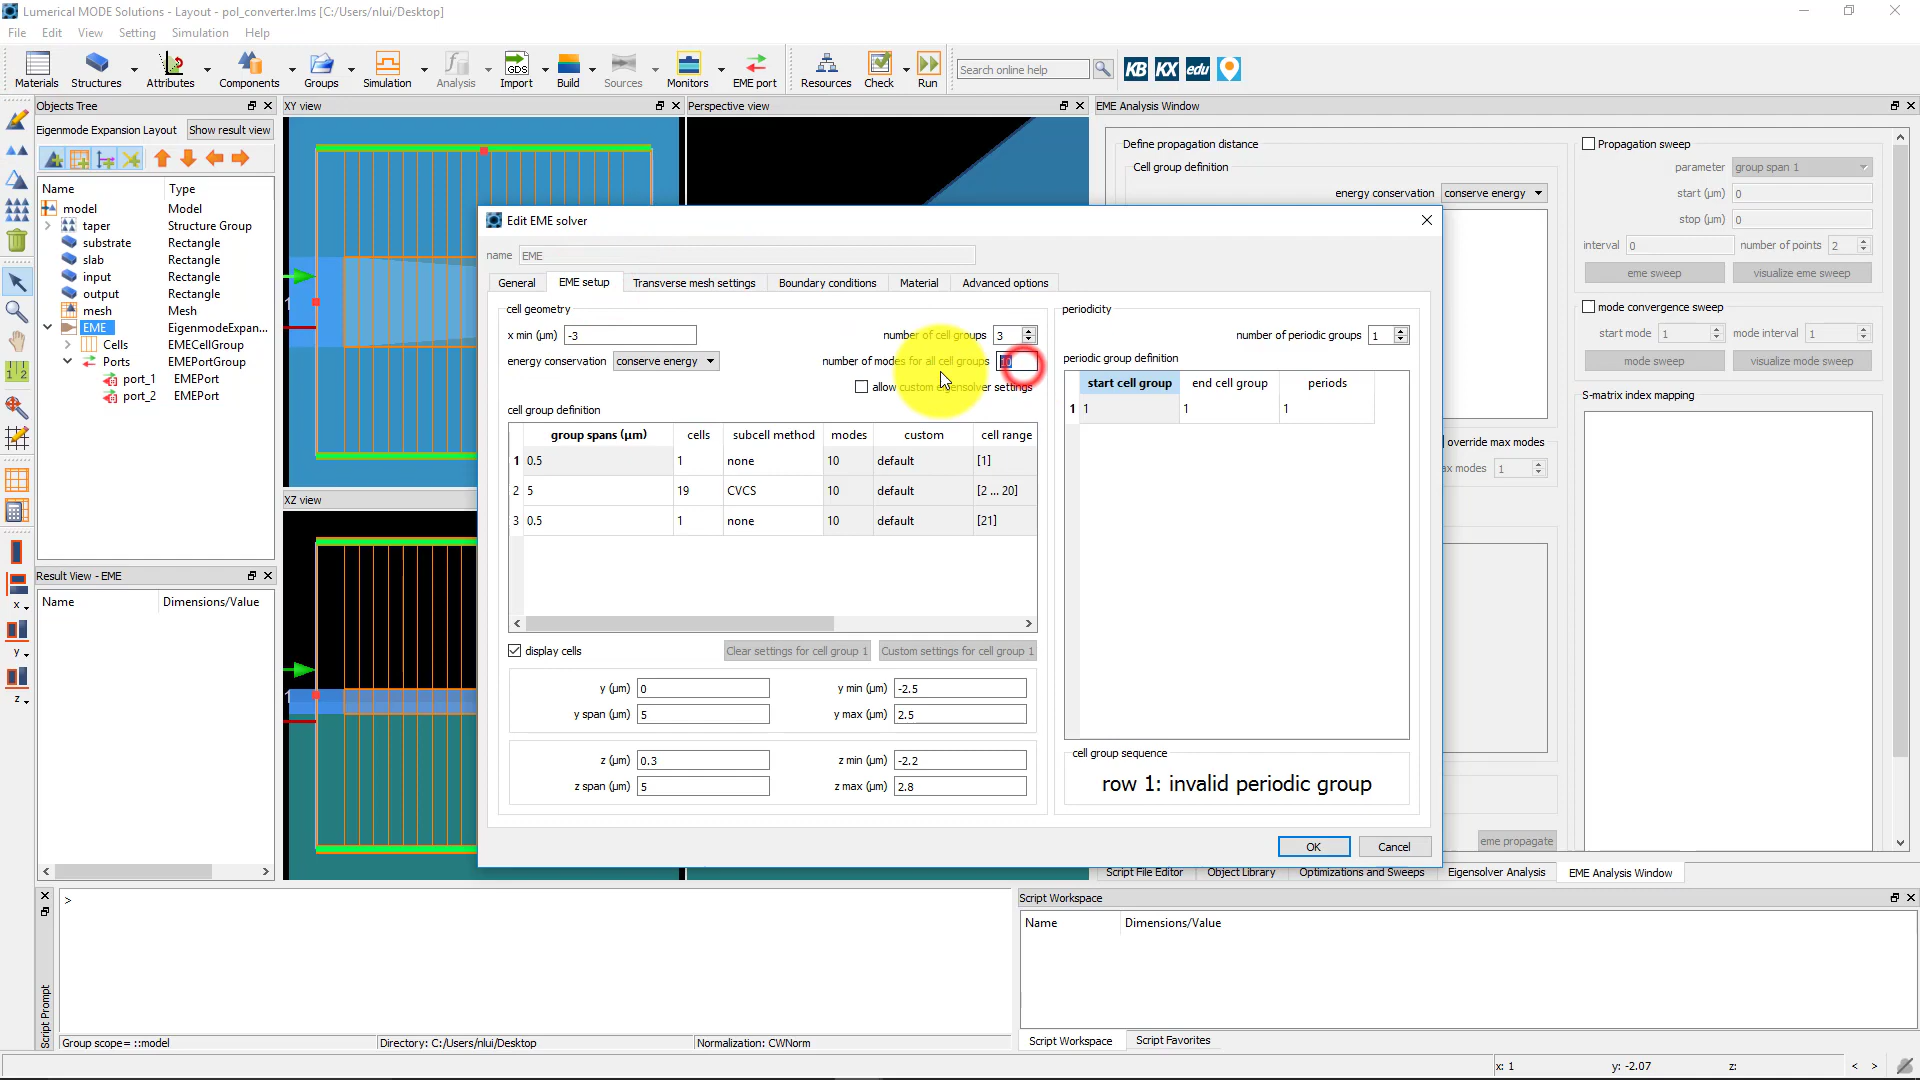 Lumerical MODE Solutions - Layout - pol_converter.lms [C:/Users/nlui/Desktop]
File Edit View Setting Simulation Help
Materials Structures Attributes Components Groups Simulation Analysis Import Build Sources Monitors EME port Resources Check Run Search online help KB KX edu
GDS
Objects Tree XY view Perspective view EME Analysis Window
Eigenmode Expansion Layout Show result view
Name Type
model Model
taper Structure Group
substrate Rectangle
slab Rectangle
input Rectangle
output Rectangle
mesh Mesh
EME EigenmodeExpan...
Cells EMECellGroup
Ports EMEPortGroup
port_1 EMEPort
port_2 EMEPort
XZ view
Result View - EME
Name Dimensions/Value
Define propagation distance
Cell group definition
energy conservation conserve energy
override max modes
ax modes 1
eme propagate
Propagation sweep
parameter group span 1
start (µm) 0
stop (µm) 0
interval 0 number of points 2
eme sweep visualize eme sweep
mode convergence sweep
start mode 1 mode interval 1
mode sweep visualize mode sweep
S-matrix index mapping
Edit EME solver
name EME
General EME setup Transverse mesh settings Boundary conditions Material Advanced options
cell geometry
x min (µm) -3 number of cell groups 3
energy conservation conserve energy number of modes for all cell groups 10
allow custom eigensolver settings
cell group definition
group spans (µm) cells subcell method modes custom cell range
1 0.5 1 none 10 default [1]
2 5 19 CVCS 10 default [2 ... 20]
3 0.5 1 none 10 default [21]
display cells Clear settings for cell group 1 Custom settings for cell group 1
y (µm) 0 y min (µm) -2.5
y span (µm) 5 y max (µm) 2.5
z (µm) 0.3 z min (µm) -2.2
z span (µm) 5 z max (µm) 2.8
periodicity
number of periodic groups 1
periodic group definition
start cell group end cell group periods
1 1 1 1
cell group sequence
row 1: invalid periodic group
OK Cancel
Script File Editor Object Library Optimizations and Sweeps Eigensolver Analysis EME Analysis Window
>
Script Prompt
Group scope= ::model Directory: C:/Users/nlui/Desktop Normalization: CWNorm
Script Workspace
Name Dimensions/Value
Script Workspace Script Favorites
x: 1 y: -2.07 z: